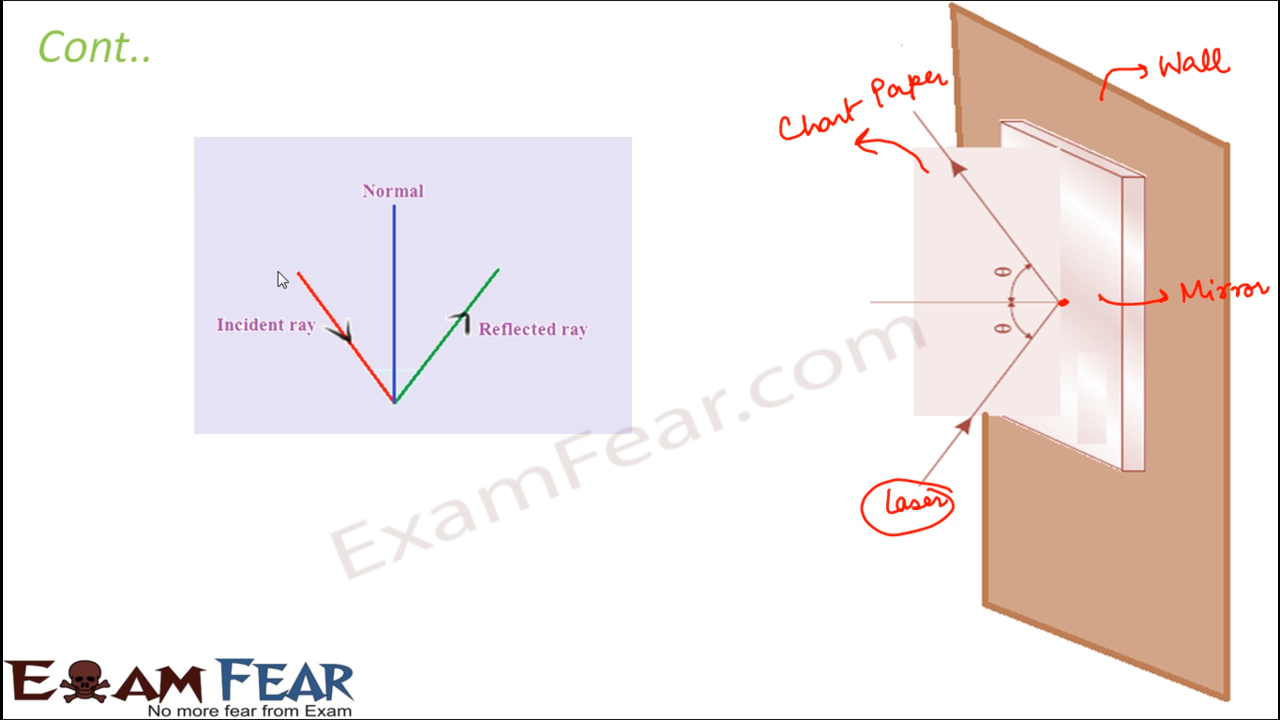 Cont..
Normal
Incident ray
Reflected ray
Chart Paper
Wall
θ
θ
Mirror
Laser
ExamFear.com
EXAM FEAR
No more fear from Exam